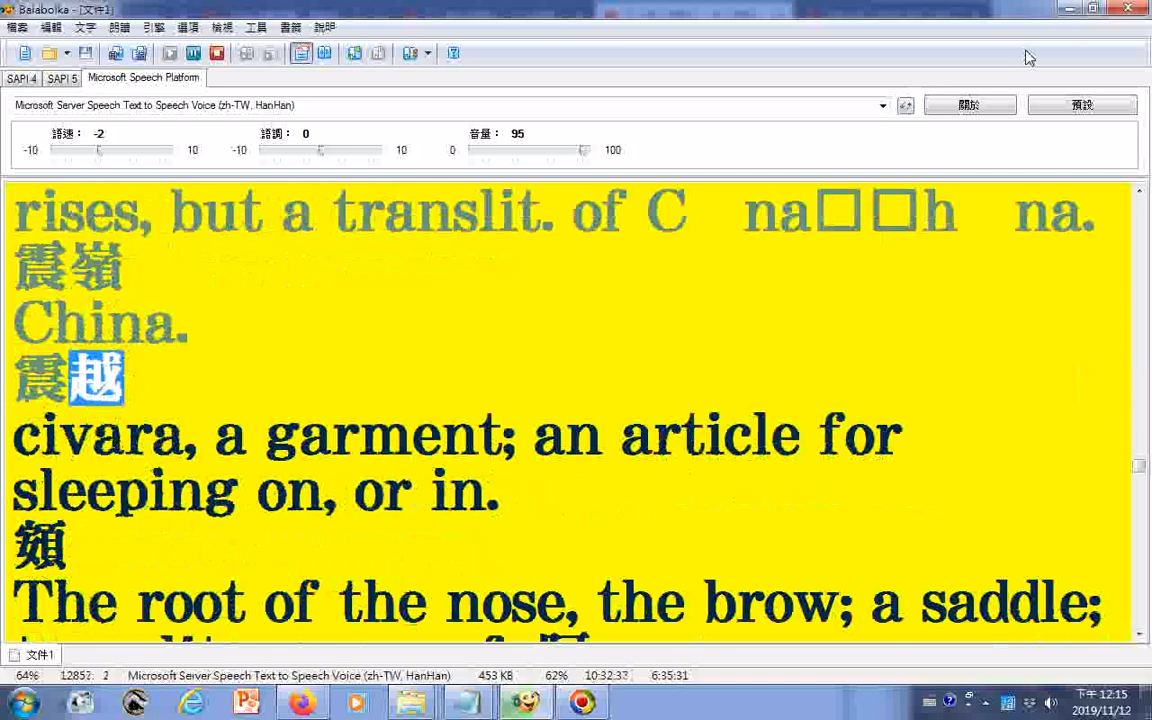 Balabolka - [文件1]
檔案 編輯 文字 朗讀 引擎 選項 檢視 工具 書籤 說明
SAPI 4 SAPI 5 Microsoft Speech Platform
Microsoft Server Speech Text to Speech Voice (zh-TW, HanHan) 關於 預設
語速： -2 語調： 0 音量： 95
-10 10 -10 10 0 100
rises, but a translit. of C na□□h na.
震嶺
China.
震越
civara, a garment; an article for
sleeping on, or in.
頞
The root of the nose, the brow; a saddle;
文件1
64% 12852 2 Microsoft Server Speech Text to Speech Voice (zh-TW, HanHan) 453 KB 62% 10:32:33 6:35:31
下午 12:15
2019/11/12